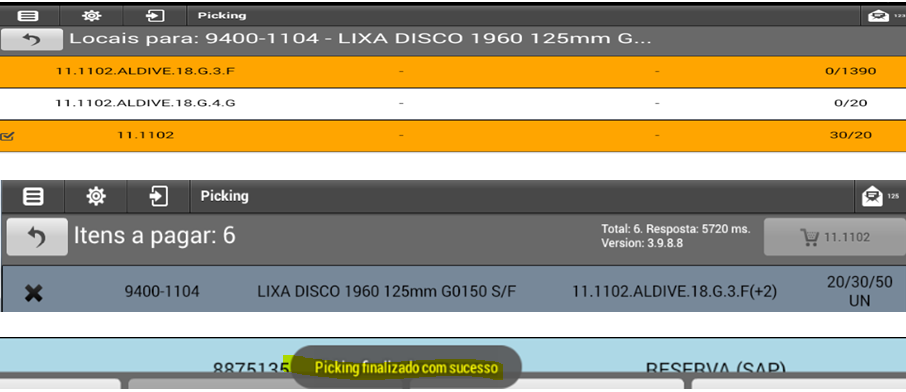 Picking 123
Locais para: 9400-1104 - LIXA DISCO 1960 125mm G...
11.1102.ALDIVE.18.G.3.F - - 0/1390
11.1102.ALDIVE.18.G.4.G - - 0/20
11.1102 - - 30/20
Picking 125
Itens a pagar: 6
Total: 6. Resposta: 5720 ms.
Version: 3.9.8.8
11.1102
9400-1104 LIXA DISCO 1960 125mm G0150 S/F 11.1102.ALDIVE.18.G.3.F(+2) 20/30/50
UN
8875135 Picking finalizado com sucesso RESERVA (SAP)